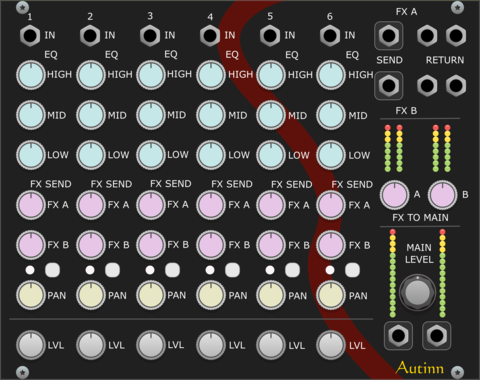 1 2 3 4 5 6
IN IN IN IN IN IN
EQ EQ EQ EQ EQ EQ
HIGH HIGH HIGH HIGH HIGH HIGH
MID MID MID MID MID MID
LOW LOW LOW LOW LOW LOW
FX SEND FX SEND FX SEND FX SEND FX SEND FX SEND
FX A FX A FX A FX A FX A FX A
FX B FX B FX B FX B FX B FX B
PAN PAN PAN PAN PAN PAN
LVL LVL LVL LVL LVL LVL
FX A
SEND RETURN
FX B
A B
FX TO MAIN
MAIN
LEVEL
Autinn